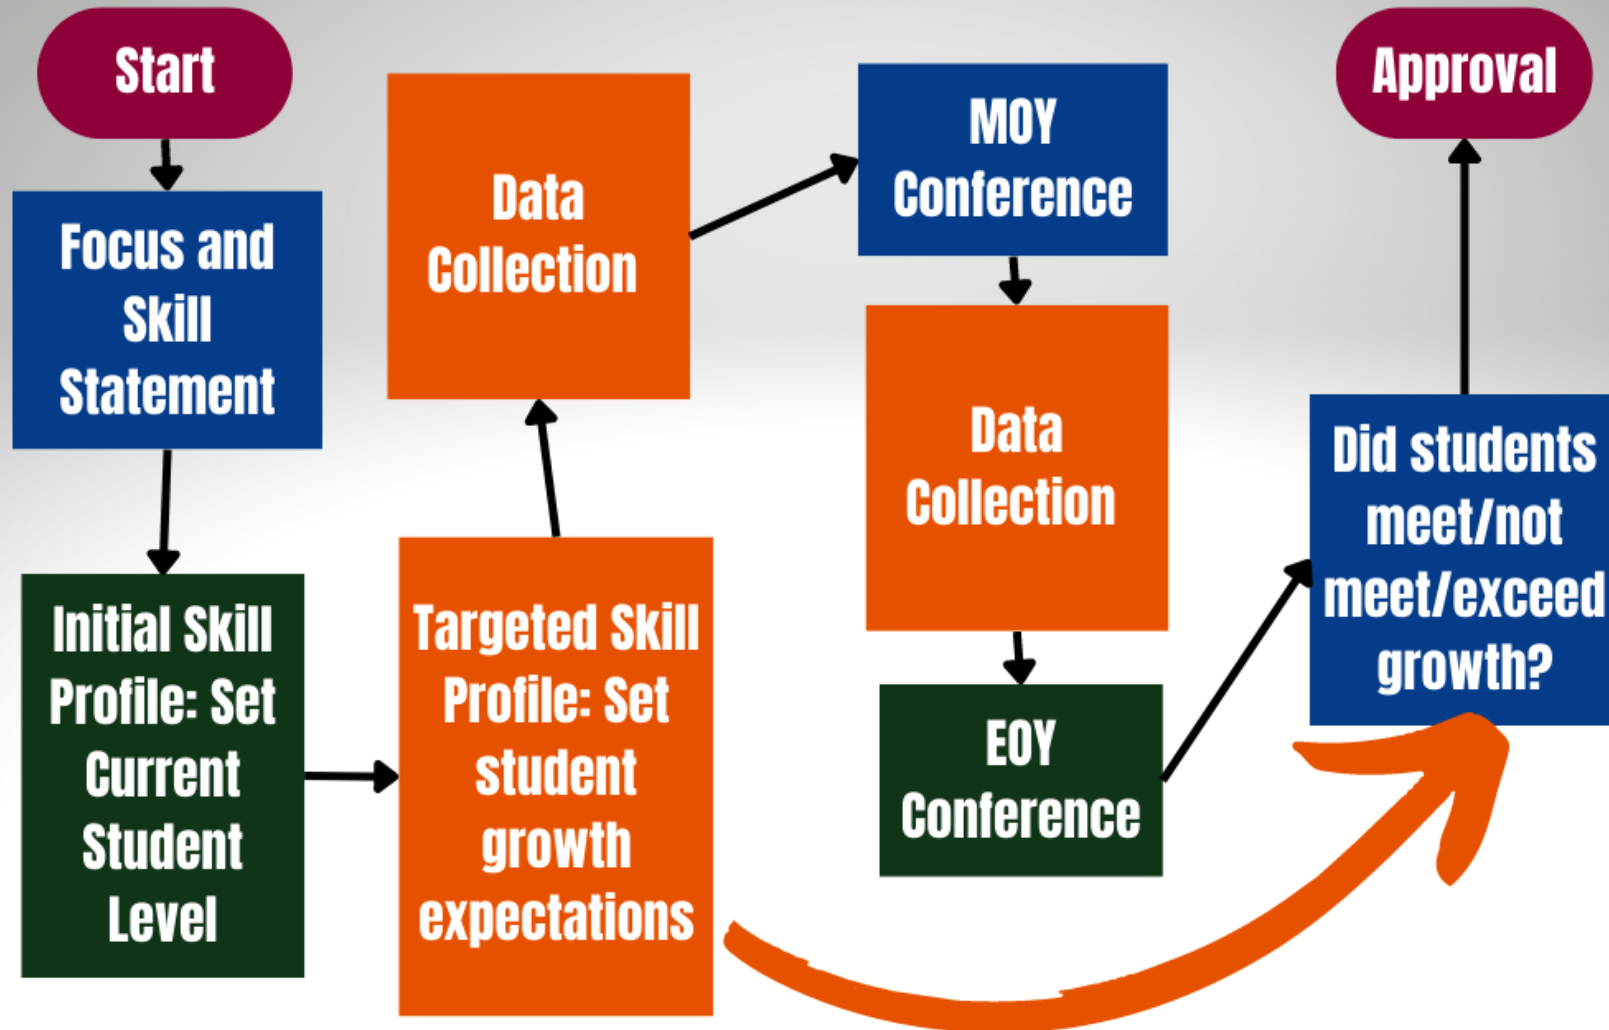 Start
Focus and
Skill
Statement
Initial Skill
Profile: Set
Current
Student
Level
Targeted Skill
Profile: Set
student
growth
expectations
Data
Collection
MOY
Conference
Data
Collection
EOY
Conference
Did students
meet/not
meet/exceed
growth?
Approval